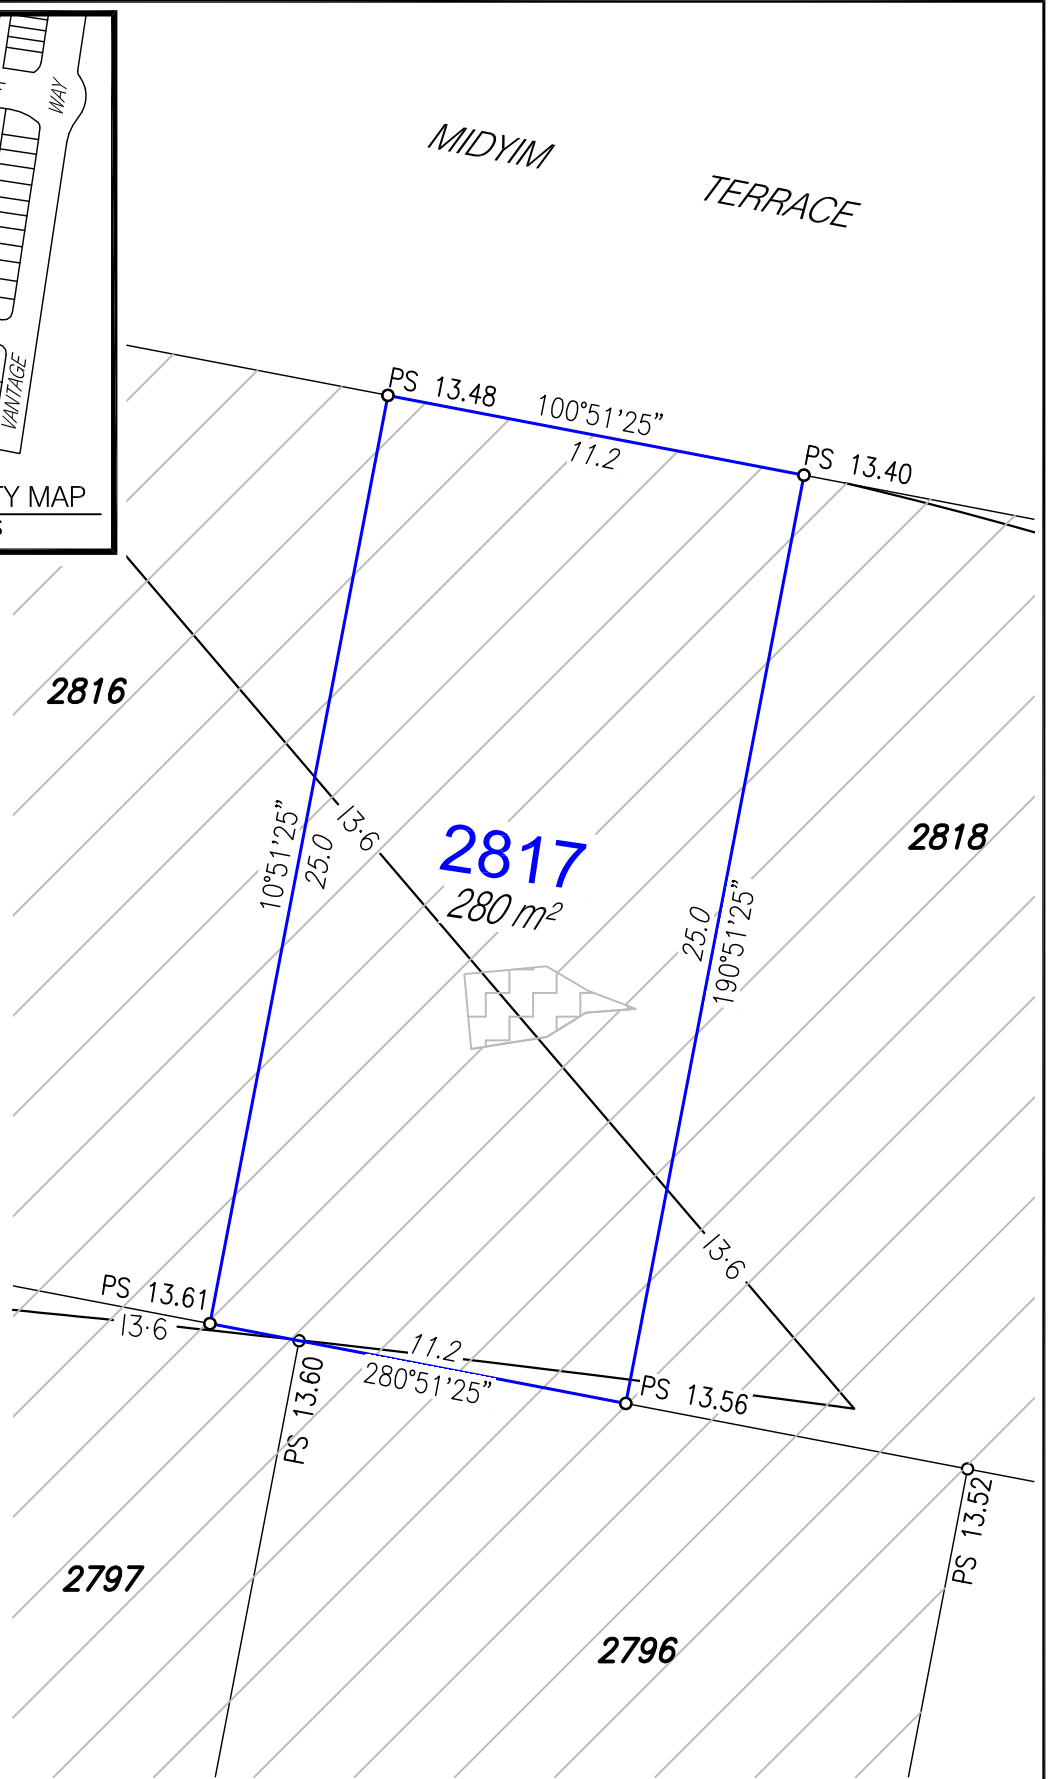 WAY
VANTAGE
TY MAP
MIDYIM
TERRACE
PS 13.48
100°51'25"
11.2
PS 13.40
2816
13·6
10°51'25"
25.0
2817
280 m²
2818
25.0
190°51'25"
13·6
PS 13.61
13·6
11.2
280°51'25"
PS 13.60
PS 13.56
PS 13.52
2797
2796